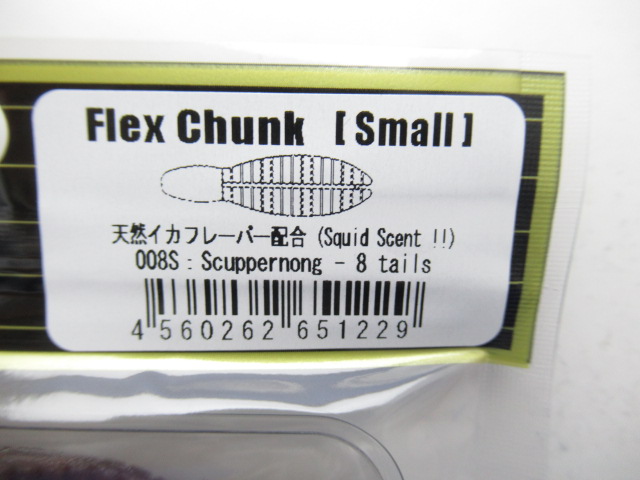 Flex Chunk [Small]
天然イカフレーバー配合 (Squid Scent !!)
008S : Scuppernong - 8 tails
4 560262 651229